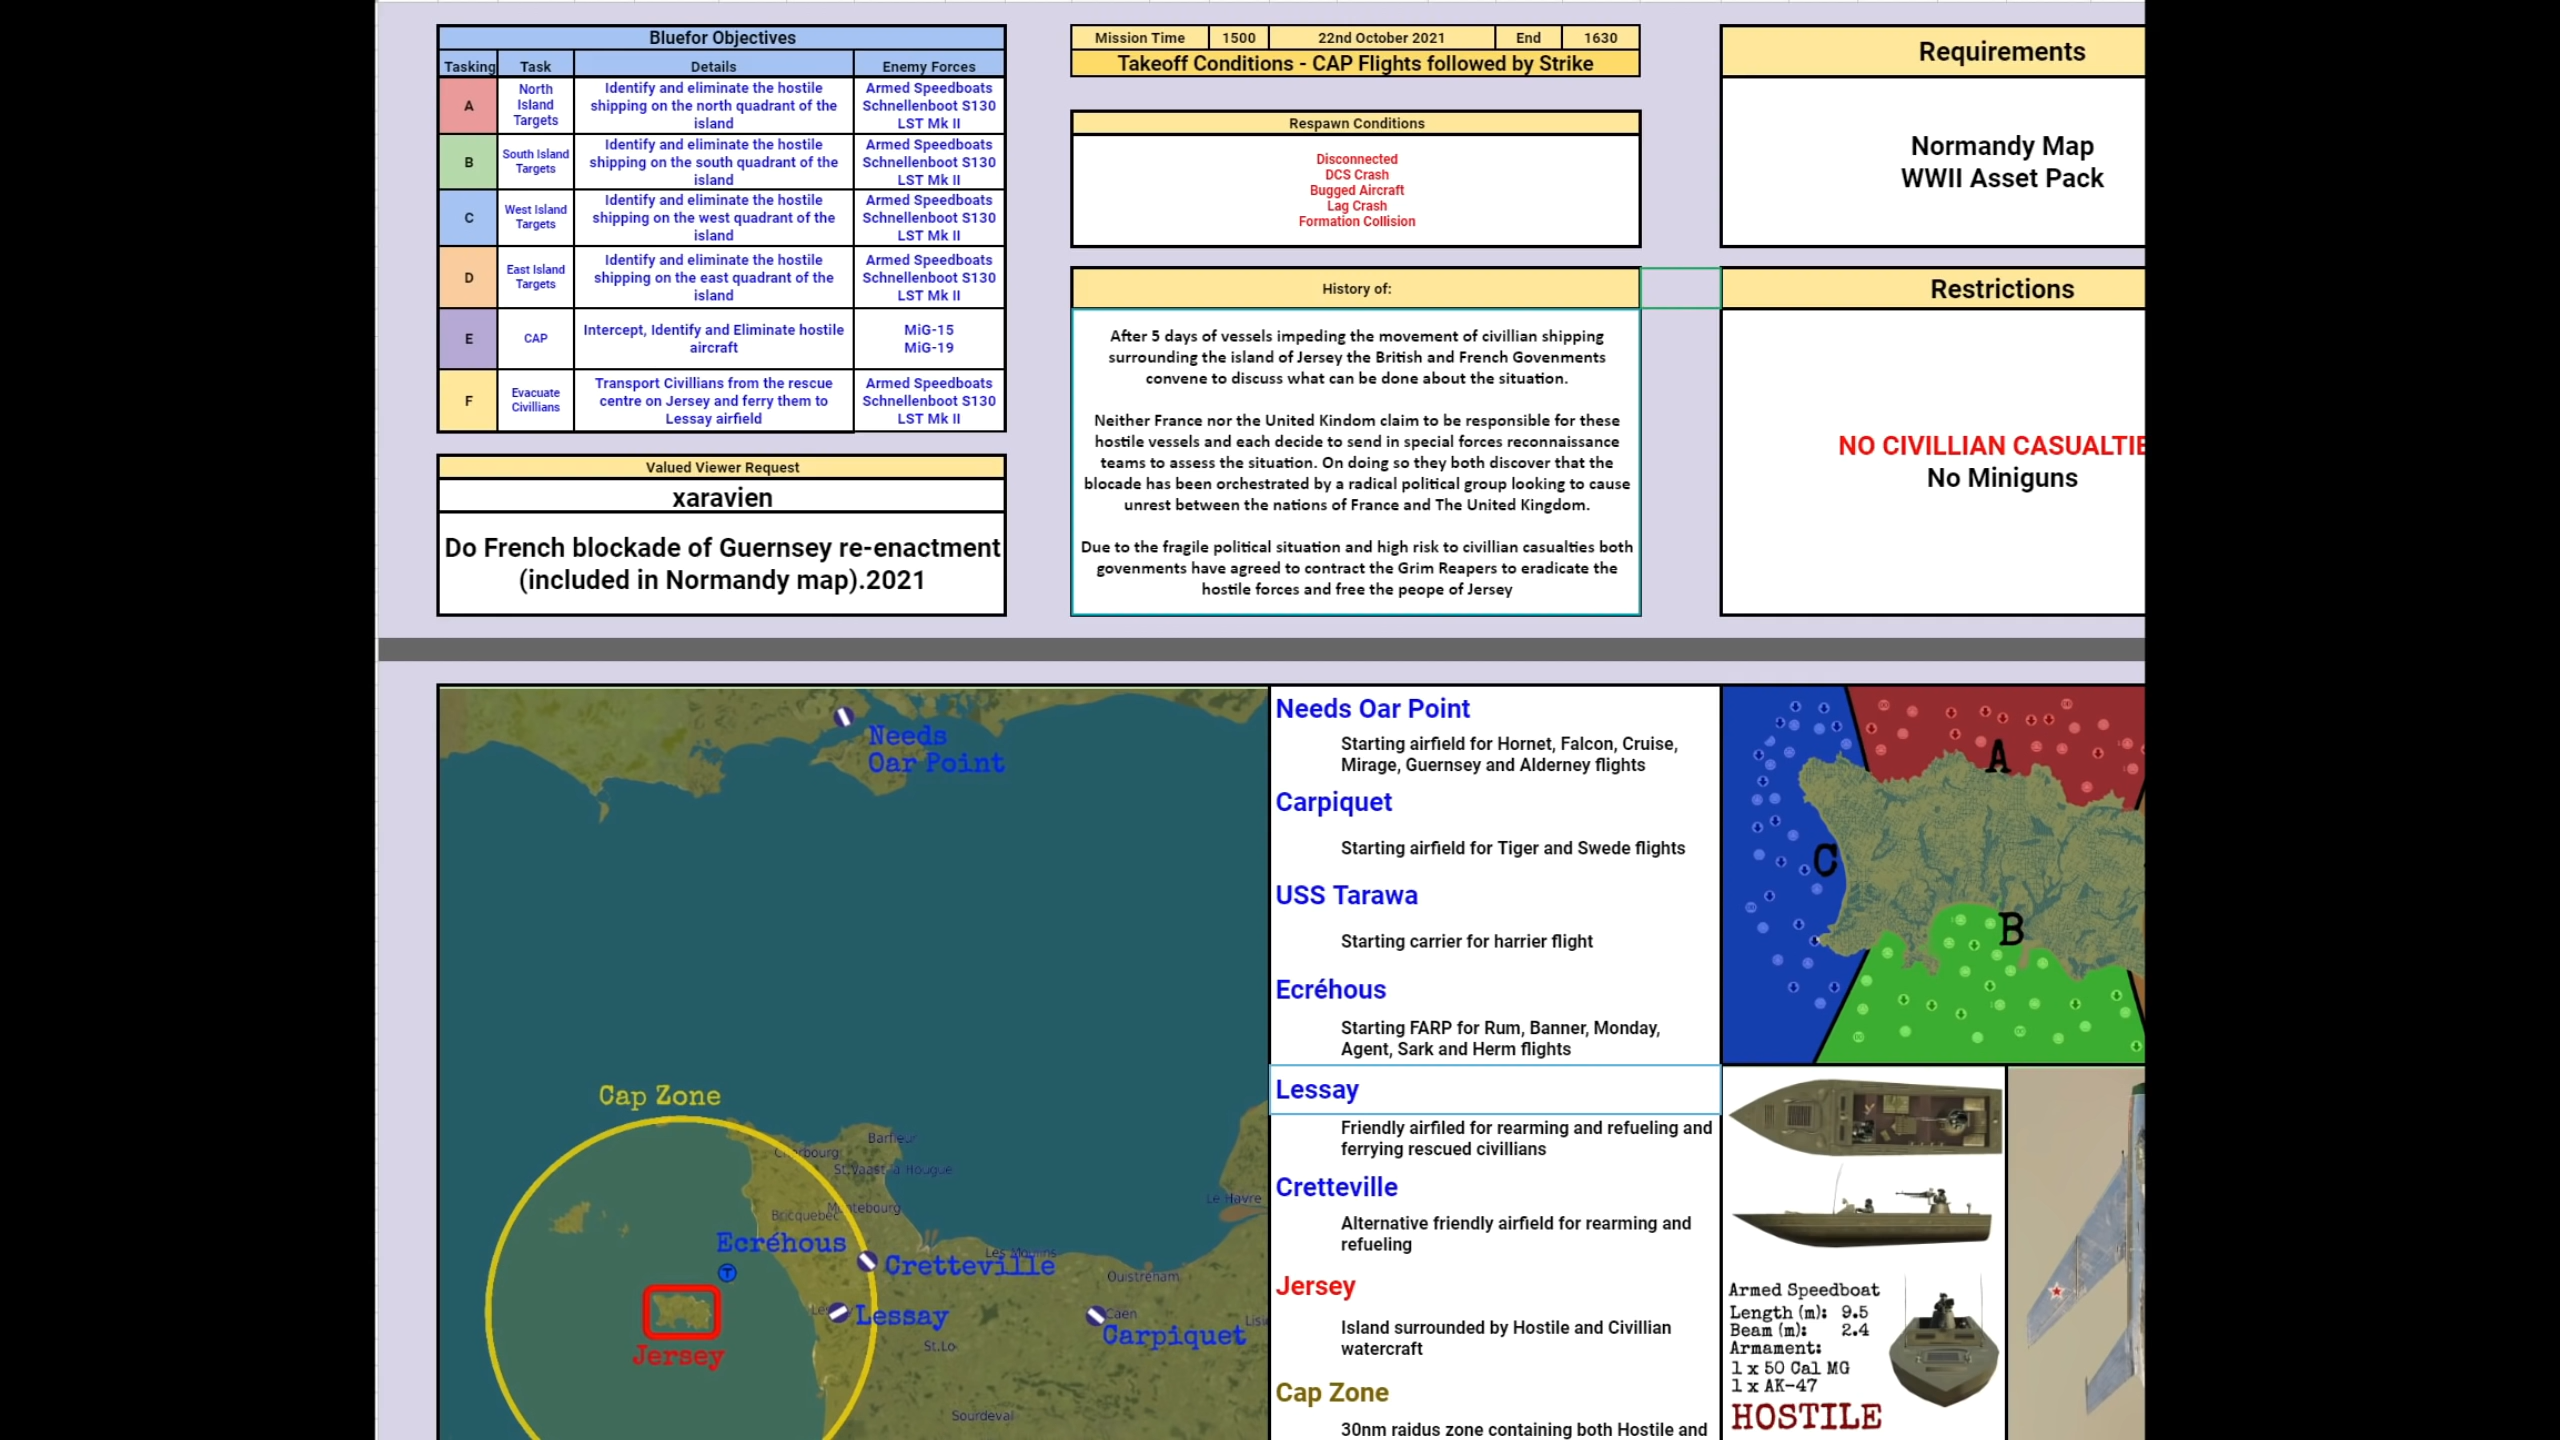 Bluefor Objectives
Tasking Task Details Enemy Forces
A
North
Island
Targets
Identify and eliminate the hostile
shipping on the north quadrant of the
island
Armed Speedboats
Schnellenboot S130
LST Mk II
B
South Island
Targets
Identify and eliminate the hostile
shipping on the south quadrant of the
island
Armed Speedboats
Schnellenboot S130
LST Mk II
C
West Island
Targets
Identify and eliminate the hostile
shipping on the west quadrant of the
island
Armed Speedboats
Schnellenboot S130
LST Mk II
D
East Island
Targets
Identify and eliminate the hostile
shipping on the east quadrant of the
island
Armed Speedboats
Schnellenboot S130
LST Mk II
E
CAP
Intercept, Identify and Eliminate hostile
aircraft
MiG-15
MiG-19
F
Evacuate
Civillians
Transport Civillians from the rescue
centre on Jersey and ferry them to
Lessay airfield
Armed Speedboats
Schnellenboot S130
LST Mk II
Valued Viewer Request
xaravien
Do French blockade of Guernsey re-enactment
(included in Normandy map).2021
Mission Time 1500 22nd October 2021 End 1630
Takeoff Conditions - CAP Flights followed by Strike
Respawn Conditions
Disconnected
DCS Crash
Bugged Aircraft
Lag Crash
Formation Collision
History of:
After 5 days of vessels impeding the movement of civillian shipping
surrounding the island of Jersey the British and French Govenments
convene to discuss what can be done about the situation.
Neither France nor the United Kindom claim to be responsible for these
hostile vessels and each decide to send in special forces reconnaissance
teams to assess the situation. On doing so they both discover that the
blocade has been orchestrated by a radical political group looking to cause
unrest between the nations of France and The United Kingdom.
Due to the fragile political situation and high risk to civillian casualties both
govenments have agreed to contract the Grim Reapers to eradicate the
hostile forces and free the peope of Jersey
Requirements
Normandy Map
WWII Asset Pack
Restrictions
NO CIVILLIAN CASUALTIE
No Miniguns
Needs
Oar Point
Cap Zone
Barfleur
Cherbourg
St.Vaast-a Hougue
Montebourg
Bricquebec
Le Havre
Ecréhous
Cretteville
Les Moulins
Ouistreham
Lessay
Caen
Carpiquet
St.Lo
Jersey
Sourdeval
Needs Oar Point
Starting airfield for Hornet, Falcon, Cruise,
Mirage, Guernsey and Alderney flights
Carpiquet
Starting airfield for Tiger and Swede flights
USS Tarawa
Starting carrier for harrier flight
Ecréhous
Starting FARP for Rum, Banner, Monday,
Agent, Sark and Herm flights
Lessay
Friendly airfiled for rearming and refueling and
ferrying rescued civillians
Cretteville
Alternative friendly airfield for rearming and
refueling
Jersey
Island surrounded by Hostile and Civillian
watercraft
Cap Zone
30nm raidus zone containing both Hostile and
A
C
B
Armed Speedboat
Length (m): 9.5
Beam (m): 2.4
Armament:
1 x 50 Cal MG
1 x AK-47
HOSTILE